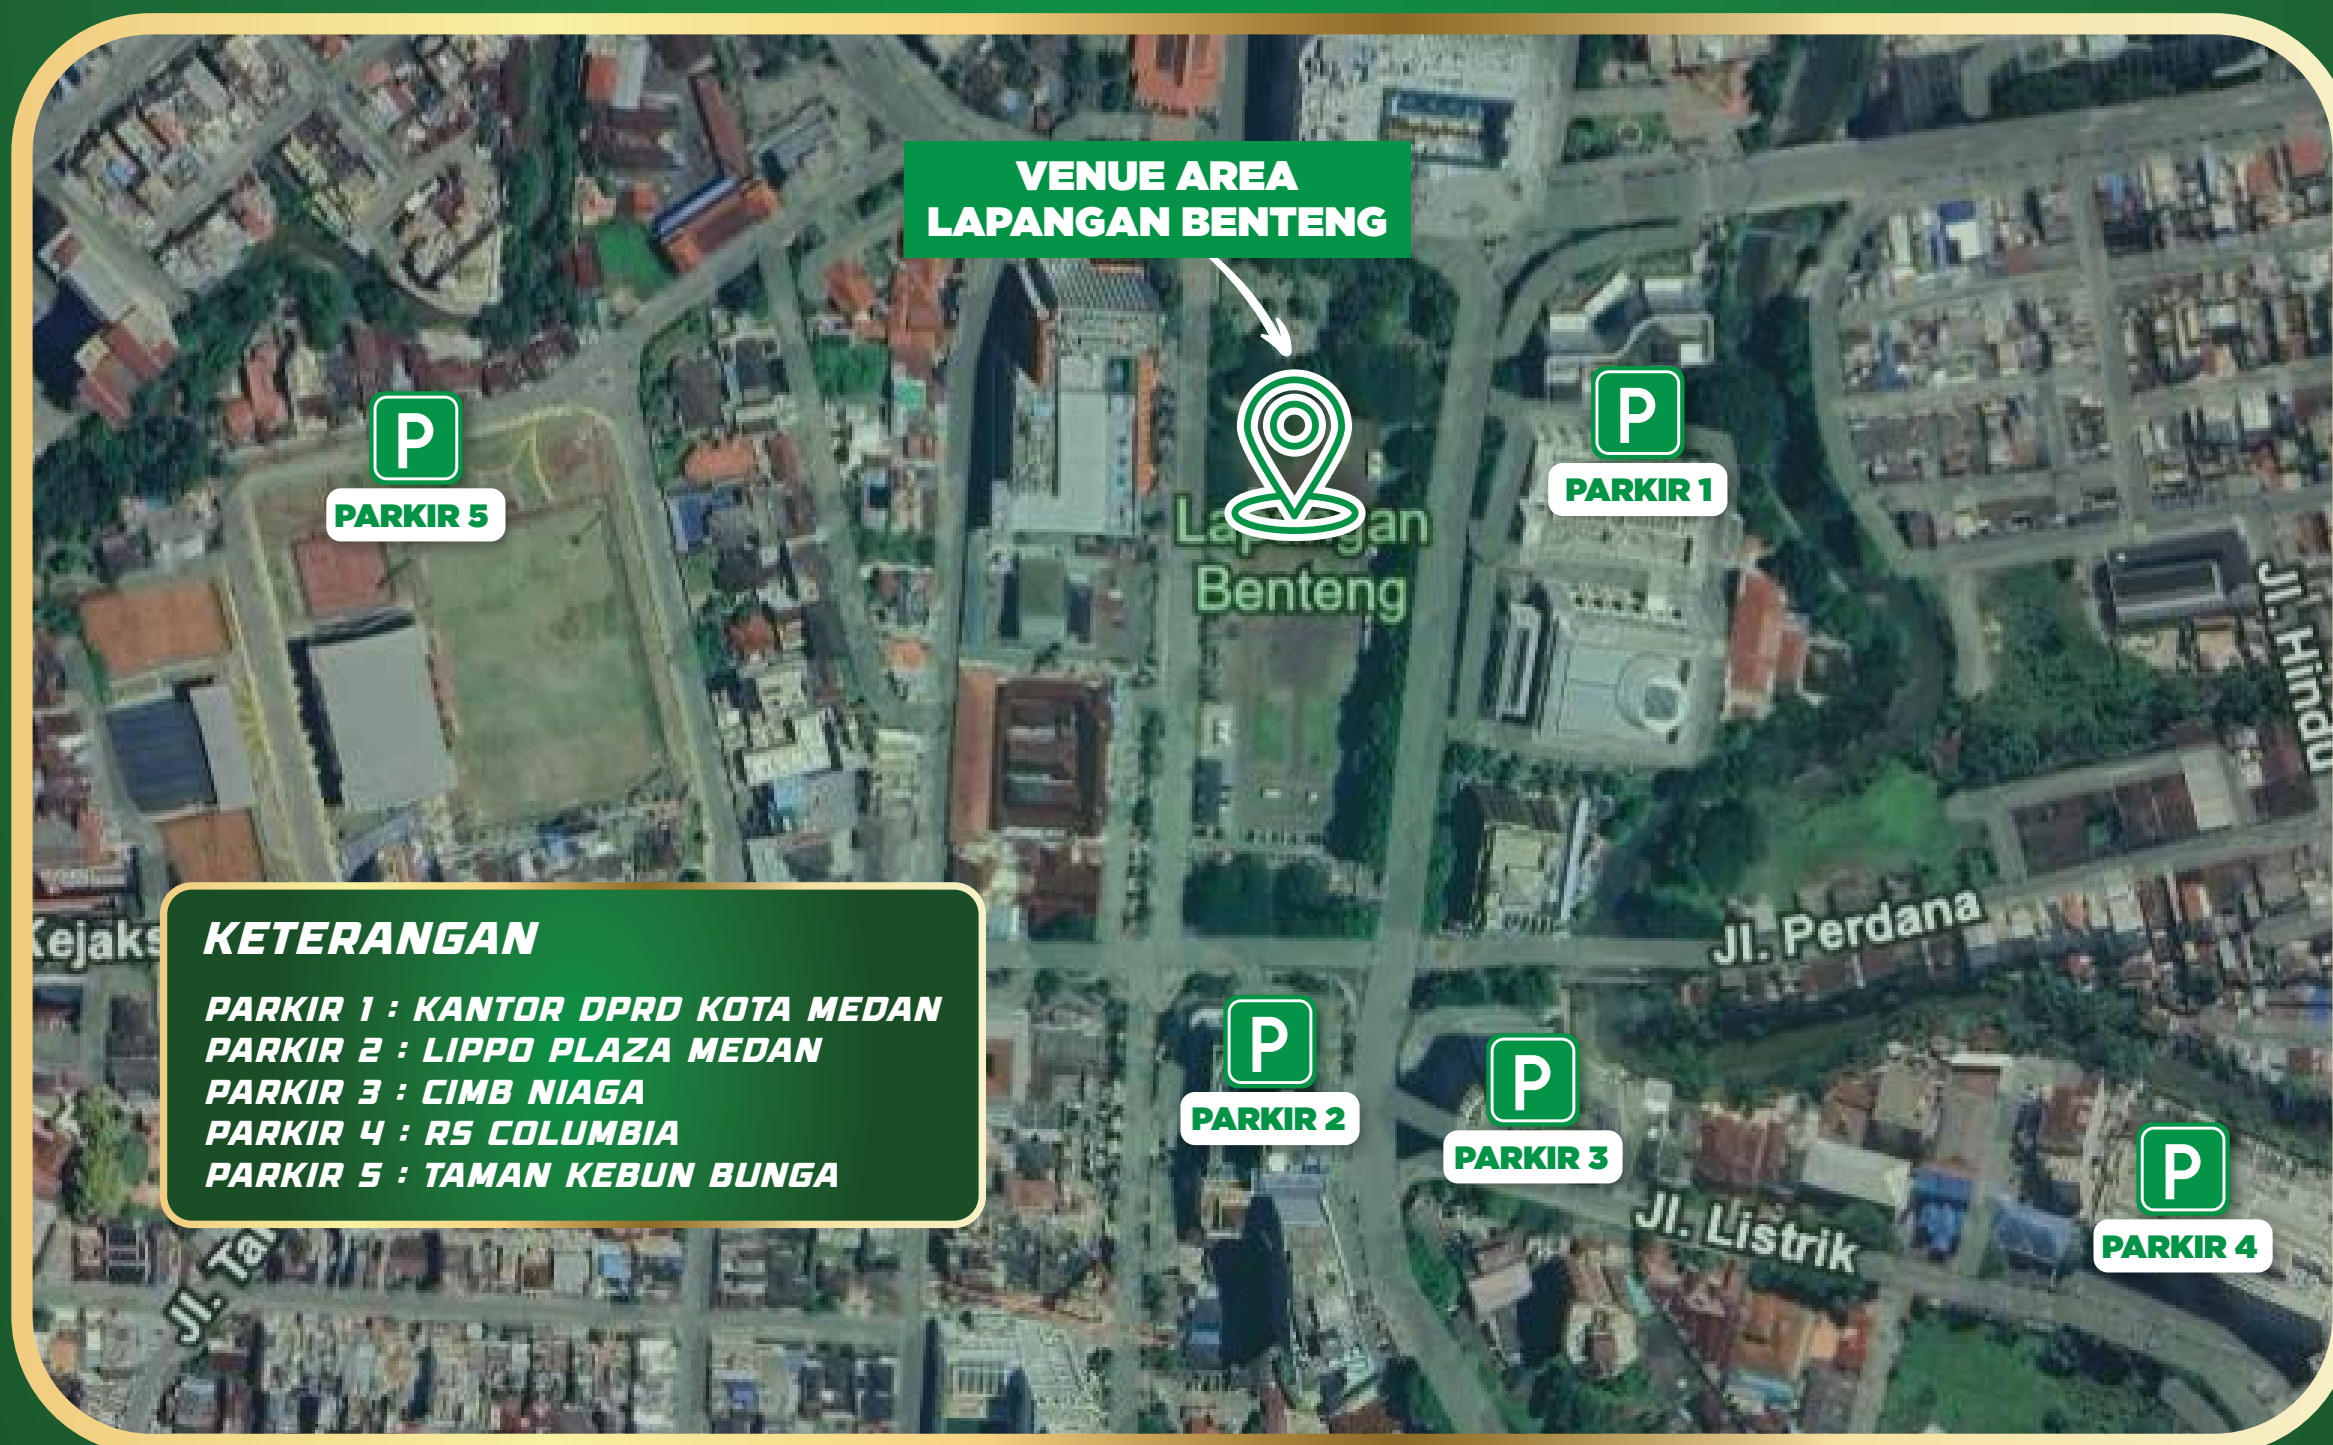 VENUE AREA
LAPANGAN BENTENG
P
PARKIR 1
P
PARKIR 5
Lapangan
Benteng
Jl. Hindu
Jl. Perdana
KETERANGAN
PARKIR 1 : KANTOR DPRD KOTA MEDAN
PARKIR 2 : LIPPO PLAZA MEDAN
PARKIR 3 : CIMB NIAGA
PARKIR 4 : RS COLUMBIA
PARKIR 5 : TAMAN KEBUN BUNGA
P
PARKIR 2
P
PARKIR 3
P
PARKIR 4
Jl. Listrik
Jl.